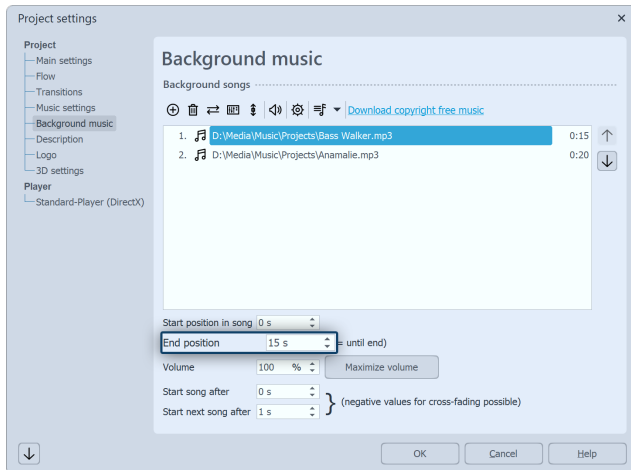 Project settings
Project
Main settings
Flow
Transitions
Music settings
Background music
Description
Logo
3D settings
Player
Standard-Player (DirectX)
Background music
Background songs
Download copyright free music
1. D:\Media\Music\Projects\Bass Walker.mp3 0:15
2. D:\Media\Music\Projects\Anamalie.mp3 0:20
Start position in song 0 s
End position 15 s = until end)
Volume 100 % Maximize volume
Start song after 0 s
(negative values for cross-fading possible)
Start next song after 1 s
OK Cancel Help